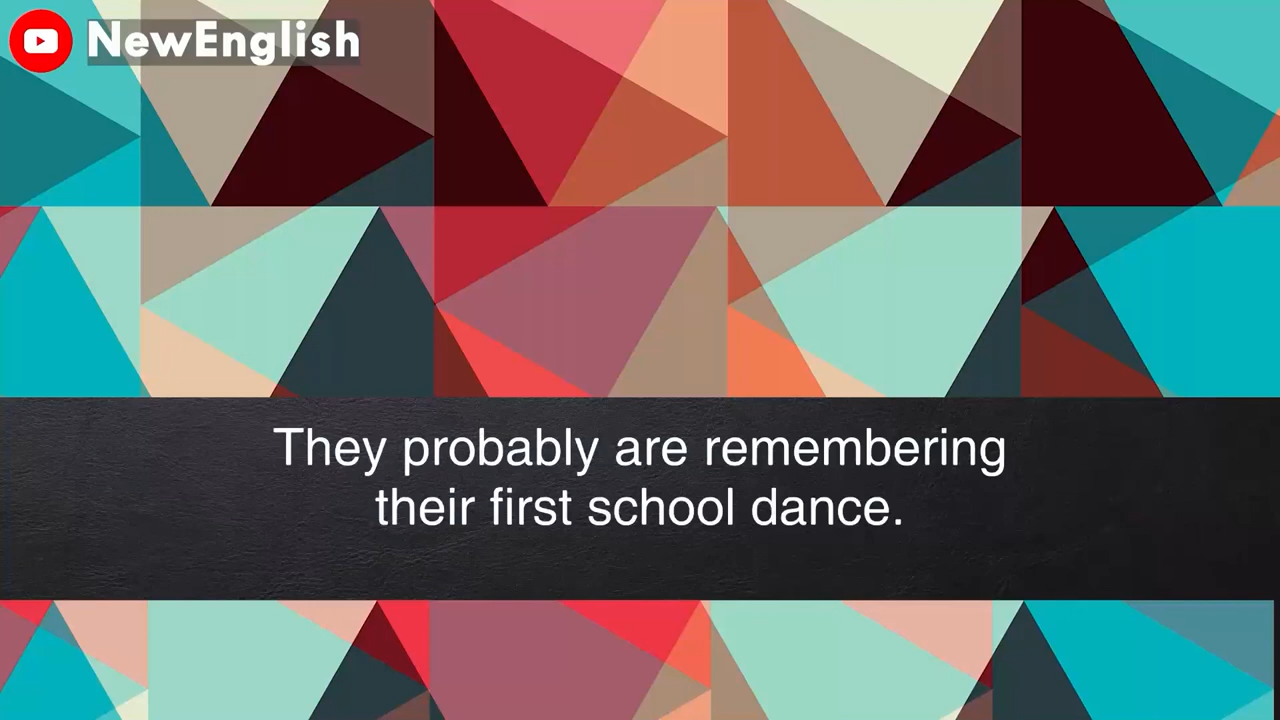 NewEnglish
They probably are remembering
their first school dance.